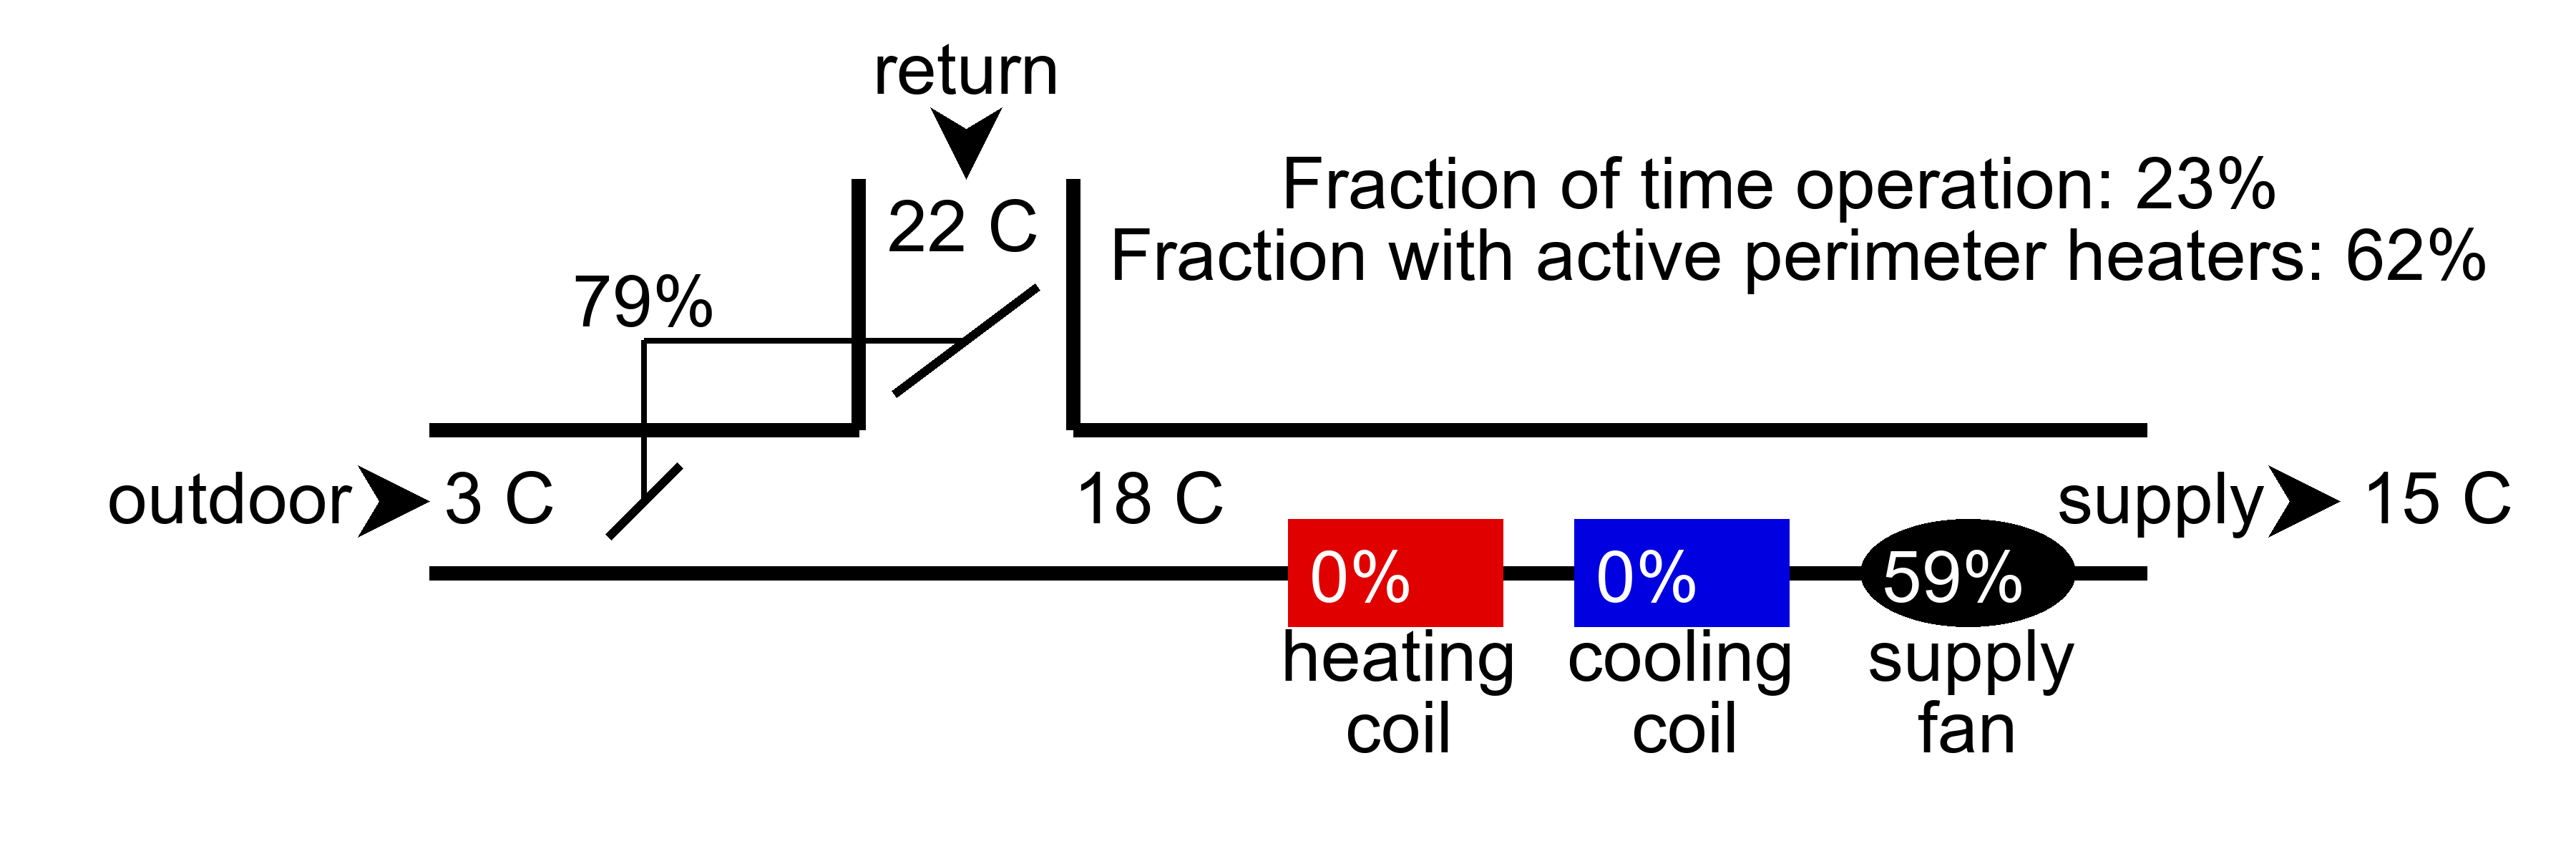 return
22 C
Fraction of time operation: 23%
Fraction with active perimeter heaters: 62%
79%
outdoor
3 C
18 C
supply
15 C
0%
0%
59%
heating
coil
cooling
coil
supply
fan